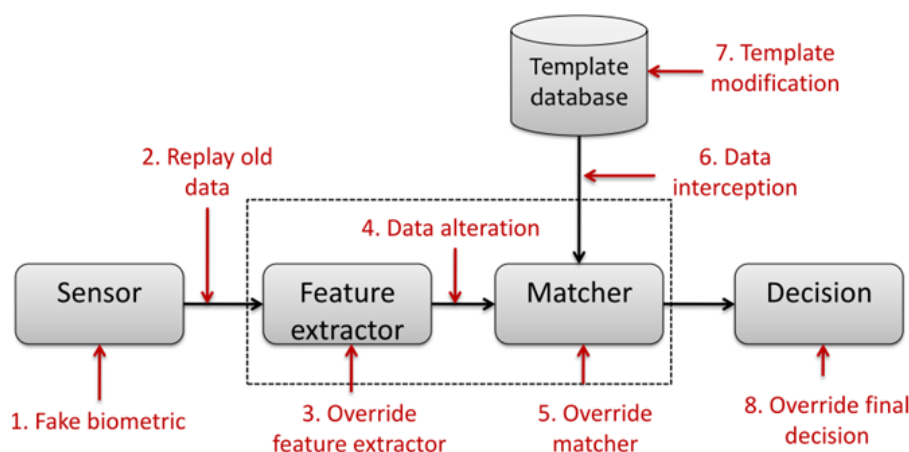 Template
database
7. Template
modification
2. Replay old
data
6. Data
interception
4. Data alteration
Sensor
Feature
extractor
Matcher
Decision
1. Fake biometric
3. Override
feature extractor
5. Override
matcher
8. Override final
decision